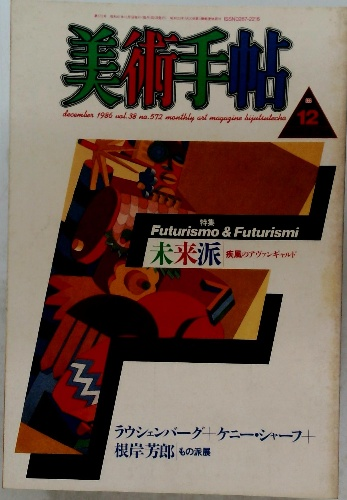 美術手帖
december 1986 vol.38 no.572 monthly art magazine bijutsutecho
86
12
特集
Futurismo & Futurismi
未来派 疾風のアヴァンギャルド
ラウシェンバーグ+ケニー・シャーフ+
根岸芳郎 もの派展